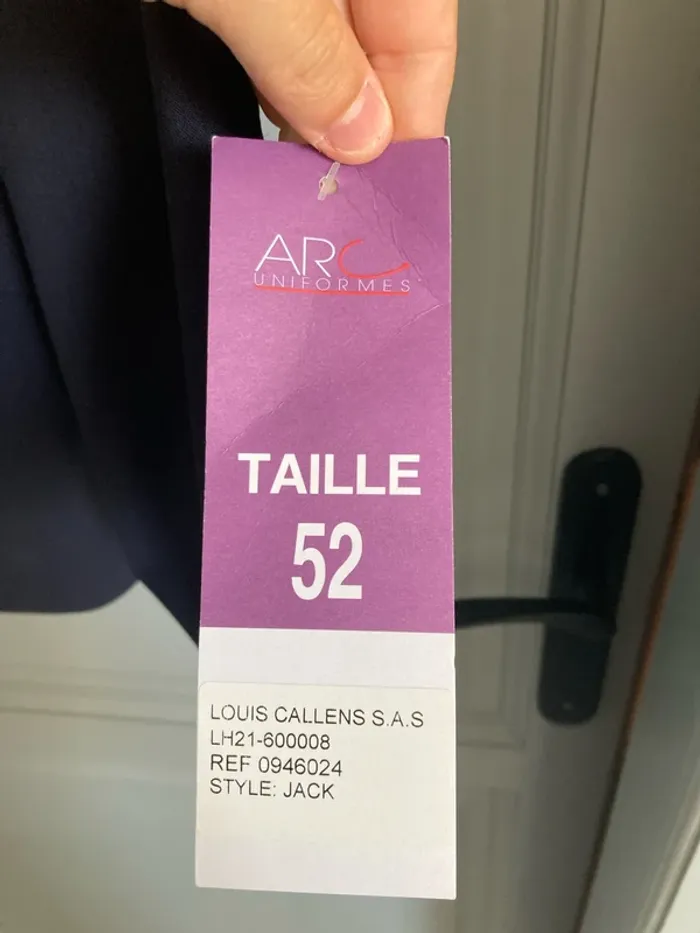 ARC
UNIFORMES
TAILLE
52
LOUIS CALLENS S.A.S
LH21-600008
REF 0946024
STYLE: JACK